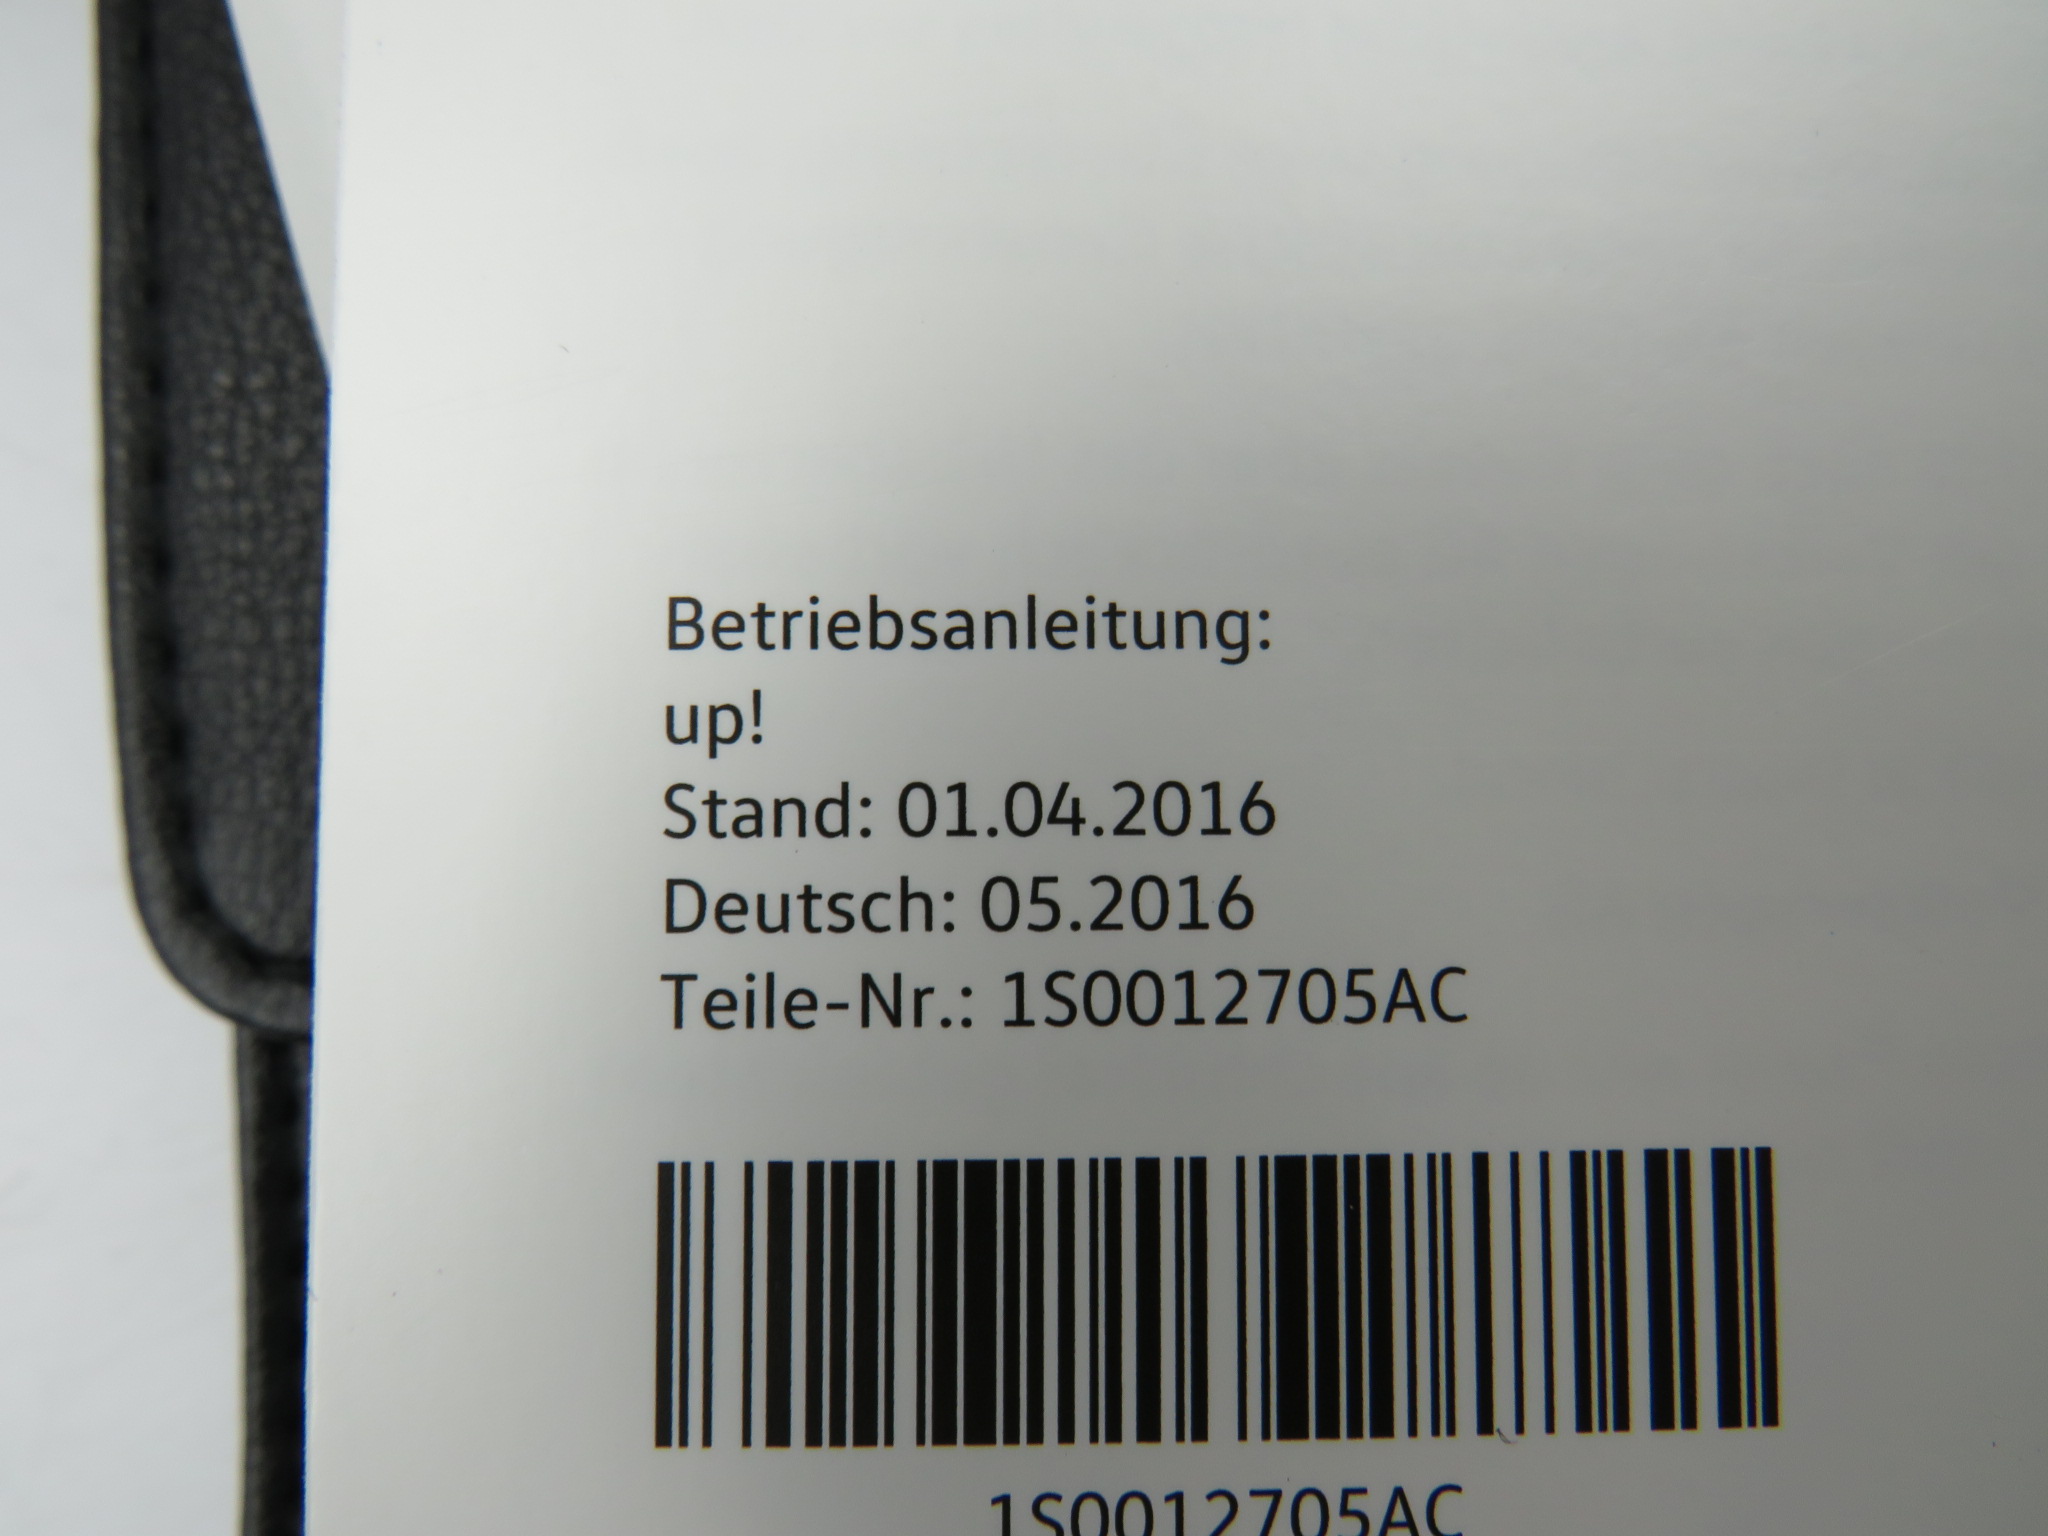 Betriebsanleitung:
up!
Stand: 01.04.2016
Deutsch: 05.2016
Teile-Nr.: 1S0012705AC
1S0012705AC